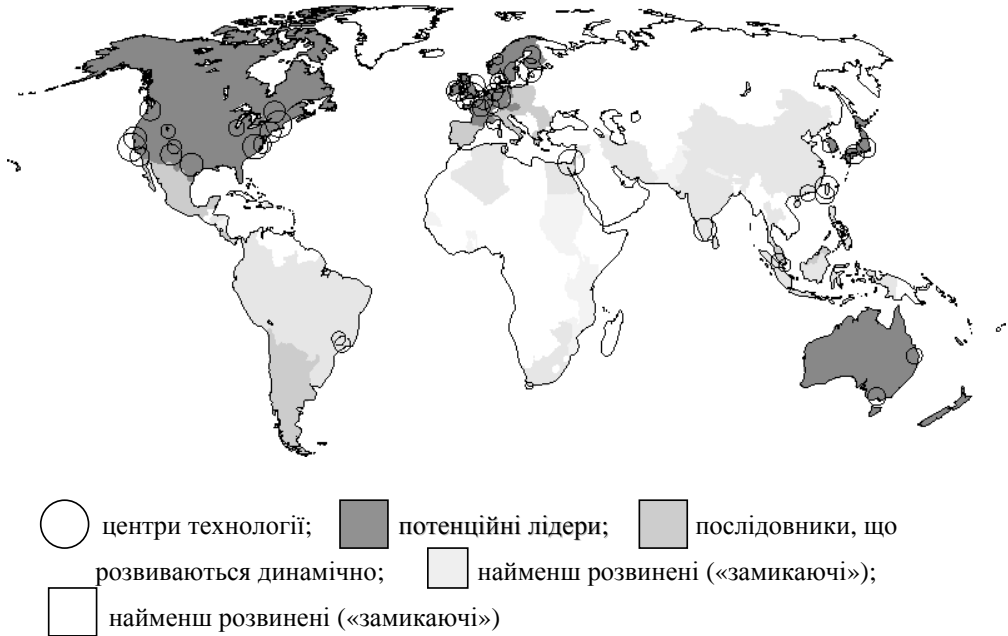 центри технології; потенційні лідери; послідовники, що
розвиваються динамічно; найменш розвинені («замикаючі»);
найменш розвинені («замикаючі»)